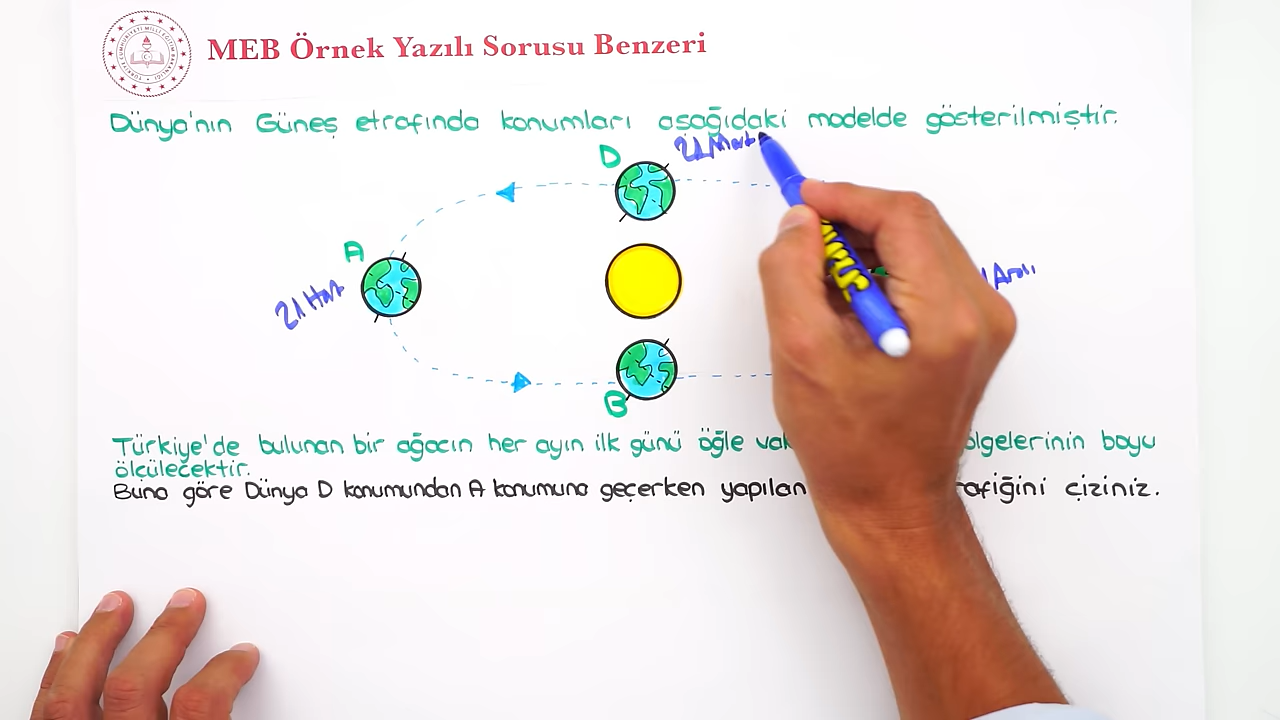 MEB Örnek Yazılı Sorusu Benzeri
Dünya'nın Güneş etrafında konumları aşağıdaki modelde gösterilmiştir.
D
21 Mart
A
21 Haz
B
Türkiye'de bulunan bir ağacın her ayın ilk günü öğle
boyu
ölçülecektir.
Buna göre Dünya D konumundan A konumuna geçerken yapılan
çiziniz.